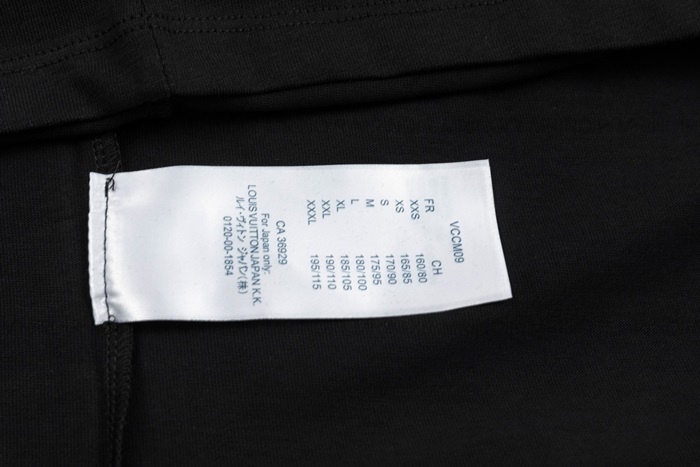 VCCM09
FR CH
XXS 160/80
XS 165/85
S 170/90
M 175/95
L 180/100
XL 185/105
XXL 190/110
XXXL 195/115
CA 36929
For Japan only:
LOUIS VUITTON JAPAN K.K.
ルイ・ヴィトン ジャパン(株)
0120-00-1854